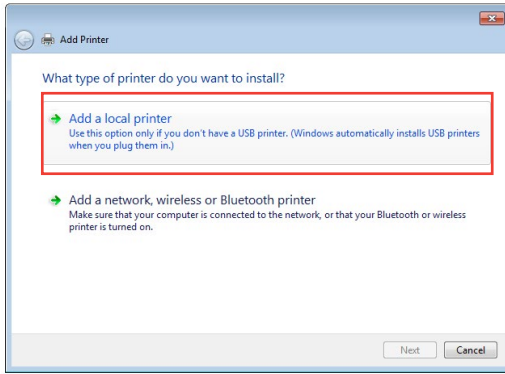 Add Printer
What type of printer do you want to install?
Add a local printer
Use this option only if you don't have a USB printer. (Windows automatically installs USB printers
when you plug them in.)
Add a network, wireless or Bluetooth printer
Make sure that your computer is connected to the network, or that your Bluetooth or wireless
printer is turned on.
Next Cancel